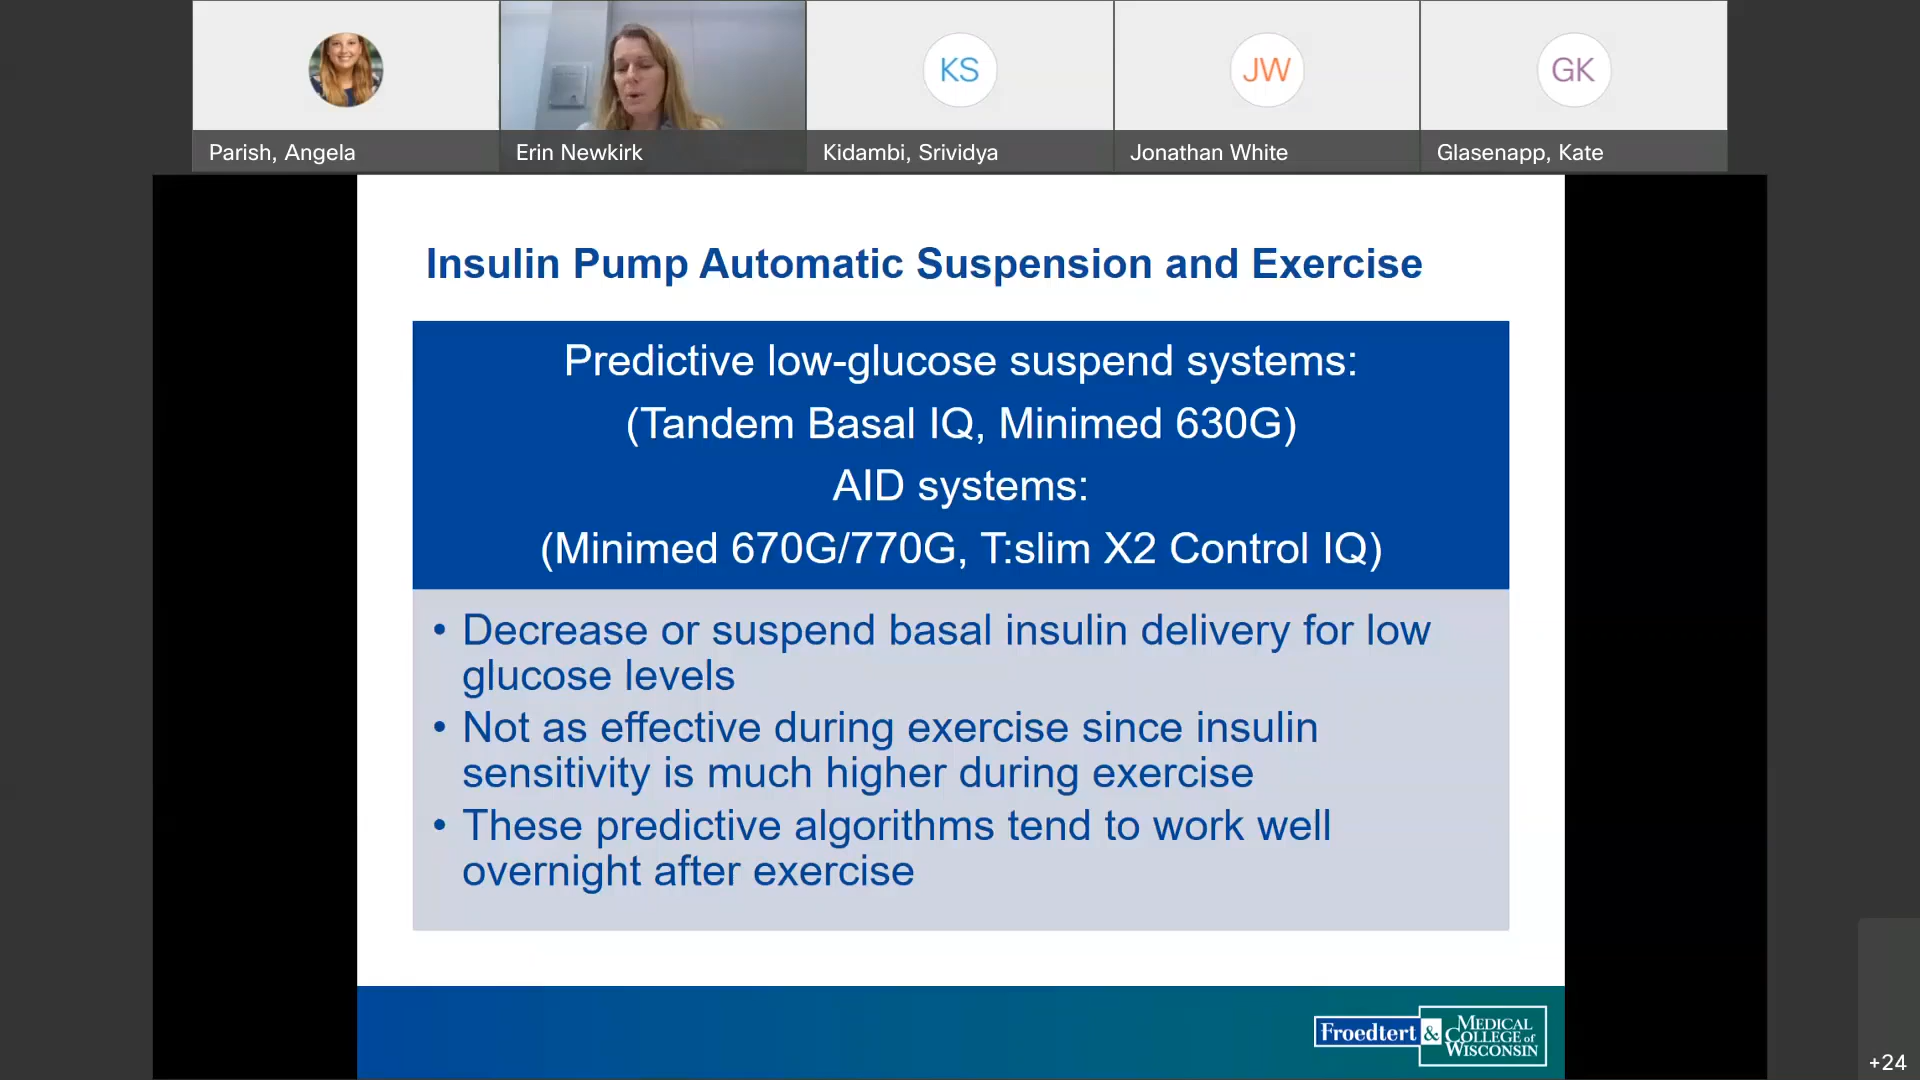 KS
JW
GK
Parish, Angela
Erin Newkirk
Kidambi, Srividya
Jonathan White
Glasenapp, Kate
Insulin Pump Automatic Suspension and Exercise
Predictive low-glucose suspend systems:
(Tandem Basal IQ, Minimed 630G)
AID systems:
(Minimed 670G/770G, T:slim X2 Control IQ)
• Decrease or suspend basal insulin delivery for low
glucose levels
• Not as effective during exercise since insulin
sensitivity is much higher during exercise
• These predictive algorithms tend to work well
overnight after exercise
Froedtert &
MEDICAL
COLLEGE of
WISCONSIN
+24